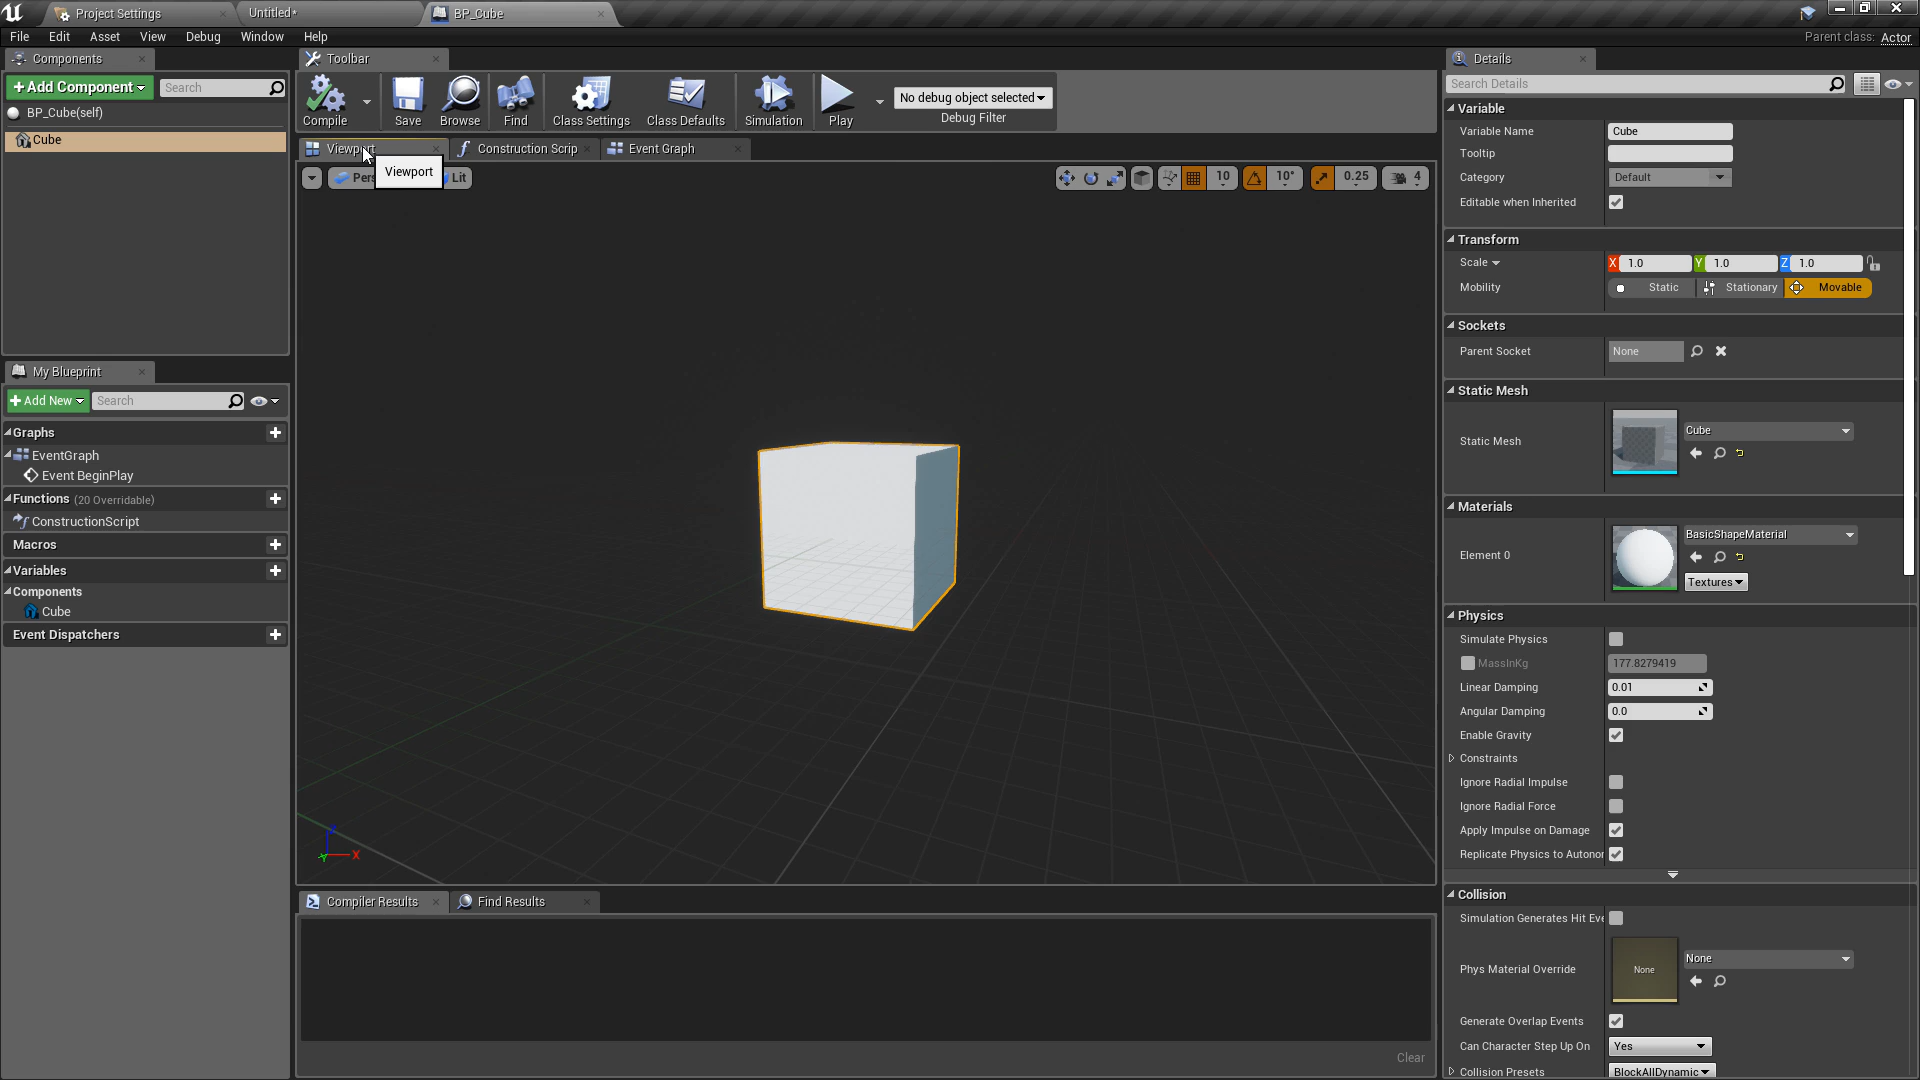 Project Settings
Untitled*
BP_Cube
File Edit Asset View Debug Window Help
Parent class: Actor
Components
+Add Component
Search
BP_Cube(self)
Cube
My Blueprint
+Add New
Search
Graphs
EventGraph
Event BeginPlay
Functions (20 Overridable)
ConstructionScript
Macros
Variables
Components
Cube
Event Dispatchers
Toolbar
Compile
Save
Browse
Find
Class Settings
Class Defaults
Simulation
Play
No debug object selected
Debug Filter
Viewport
Construction Scrip
Event Graph
Pers
Viewport
Lit
10
10°
0.25
4
Z
Y
X
Compiler Results
Find Results
Clear
Details
Search Details
Variable
Variable Name Cube
Tooltip
Category Default
Editable when Inherited
Transform
Scale X 1.0 Y 1.0 Z 1.0
Mobility Static Stationary Movable
Sockets
Parent Socket None
Static Mesh
Static Mesh Cube
Materials
Element 0 BasicShapeMaterial
Textures
Physics
Simulate Physics
MassInKg 177.8279419
Linear Damping 0.01
Angular Damping 0.0
Enable Gravity
Constraints
Ignore Radial Impulse
Ignore Radial Force
Apply Impulse on Damage
Replicate Physics to Autonor
Collision
Simulation Generates Hit Eve
Phys Material Override None None
Generate Overlap Events
Can Character Step Up On Yes
Collision Presets BlockAllDynamic